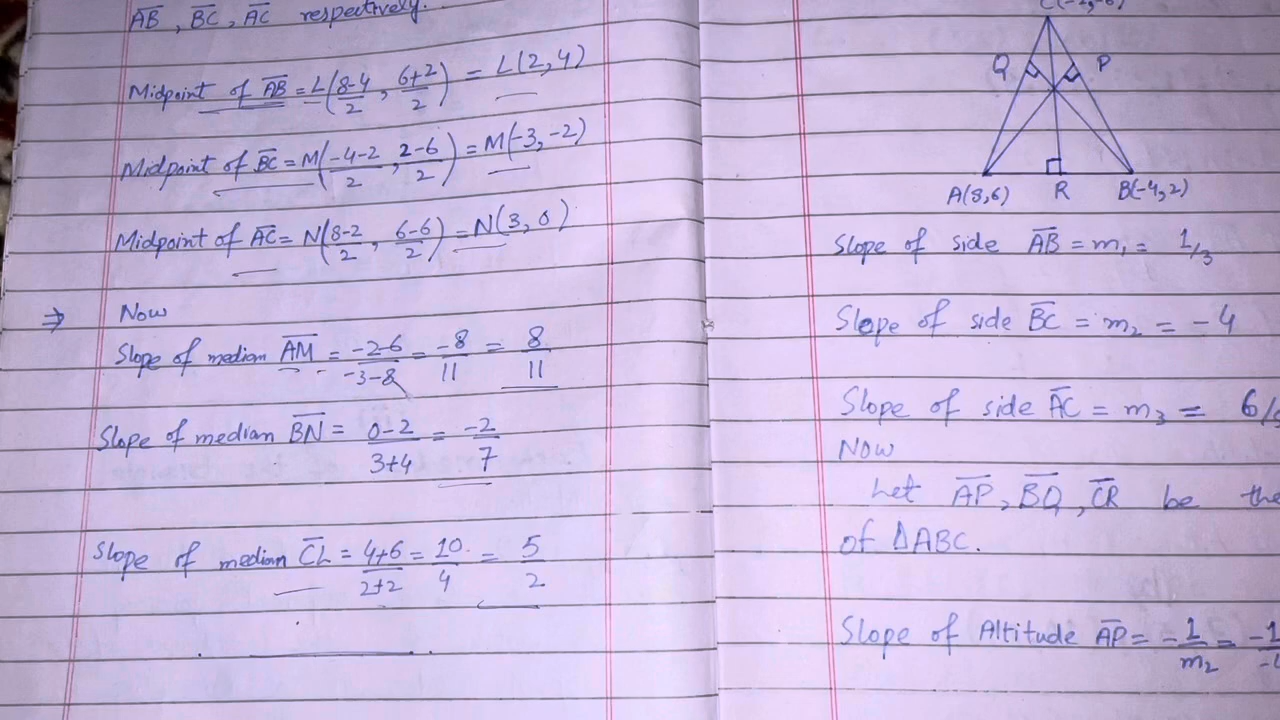 AB, BC, AC respectively.
Midpoint of AB = L(8-4/2, 6+2/2) = L(2, 4)
Midpoint of BC = M(-4-2/2, 2-6/2) = M(-3, -2)
Midpoint of AC = N(8-2/2, 6-6/2) = N(3, 0)
⇒ Now
Slope of median AM = -2-6/-3-8 = -8/11 = 8/11
Slope of median BN = 0-2/3+4 = -2/7
Slope of median CL = 4+6/2+2 = 10/4 = 5/2
Q P
A(8,6) R B(-4,2)
Slope of side AB = m₁ = 1/3
Slope of side BC = m₂ = -4
Slope of side AC = m₃ = 6/
Now
Let AP, BQ, CR be the
of ΔABC.
Slope of Altitude AP = -1/m₂ = -1/